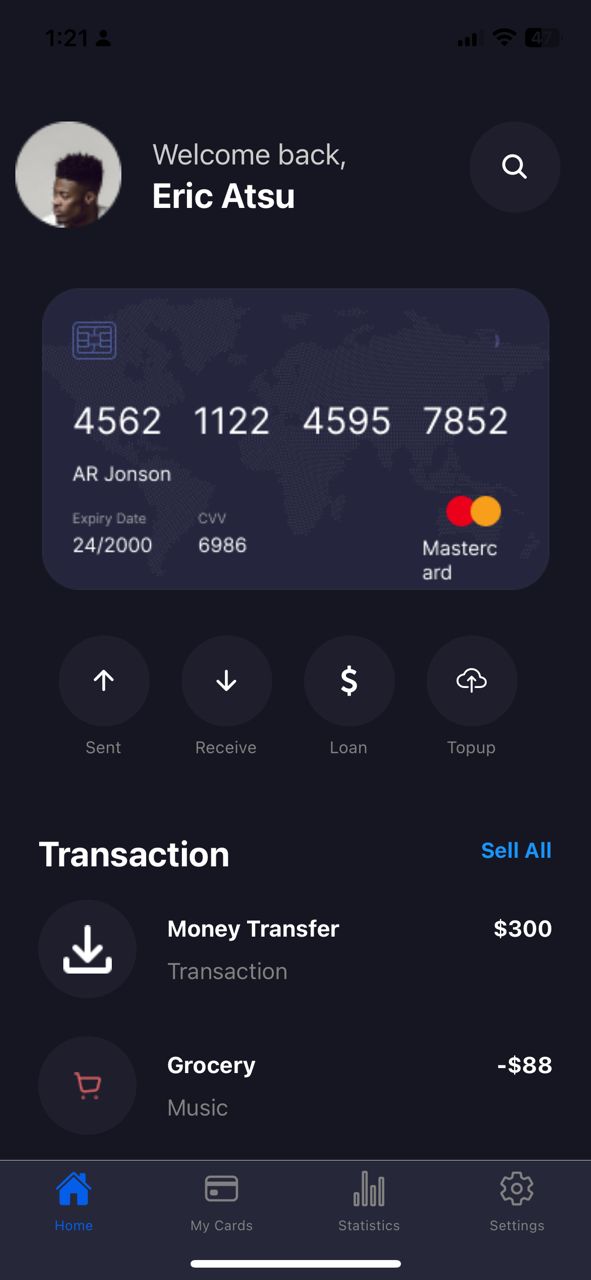 1:21
47
Welcome back,
Eric Atsu
4562 1122 4595 7852
AR Jonson
Expiry Date CVV
24/2000 6986
Masterc
ard
Sent Receive Loan Topup
Transaction Sell All
Money Transfer $300
Transaction
Grocery -$88
Music
Home My Cards Statistics Settings